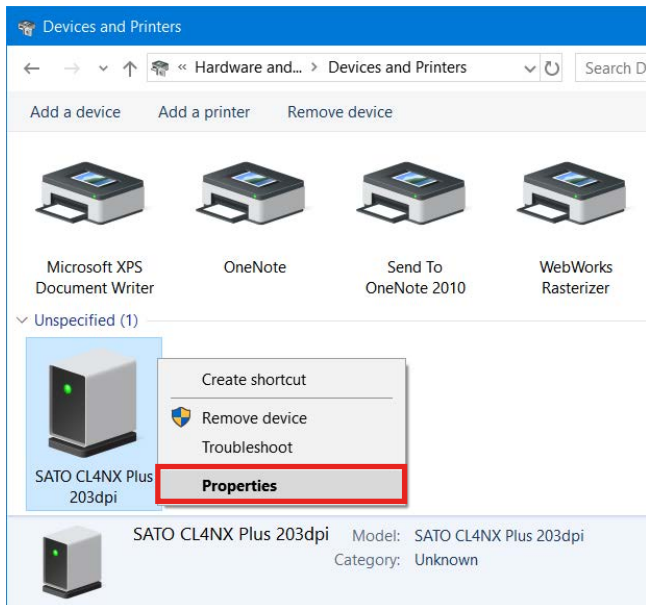 Devices and Printers
« Hardware and... > Devices and Printers
Search D
Add a device Add a printer Remove device
Microsoft XPS
Document Writer
OneNote
Send To
OneNote 2010
WebWorks
Rasterizer
Unspecified (1)
SATO CL4NX Plus
203dpi
Create shortcut
Remove device
Troubleshoot
Properties
SATO CL4NX Plus 203dpi
Model: SATO CL4NX Plus 203dpi
Category: Unknown